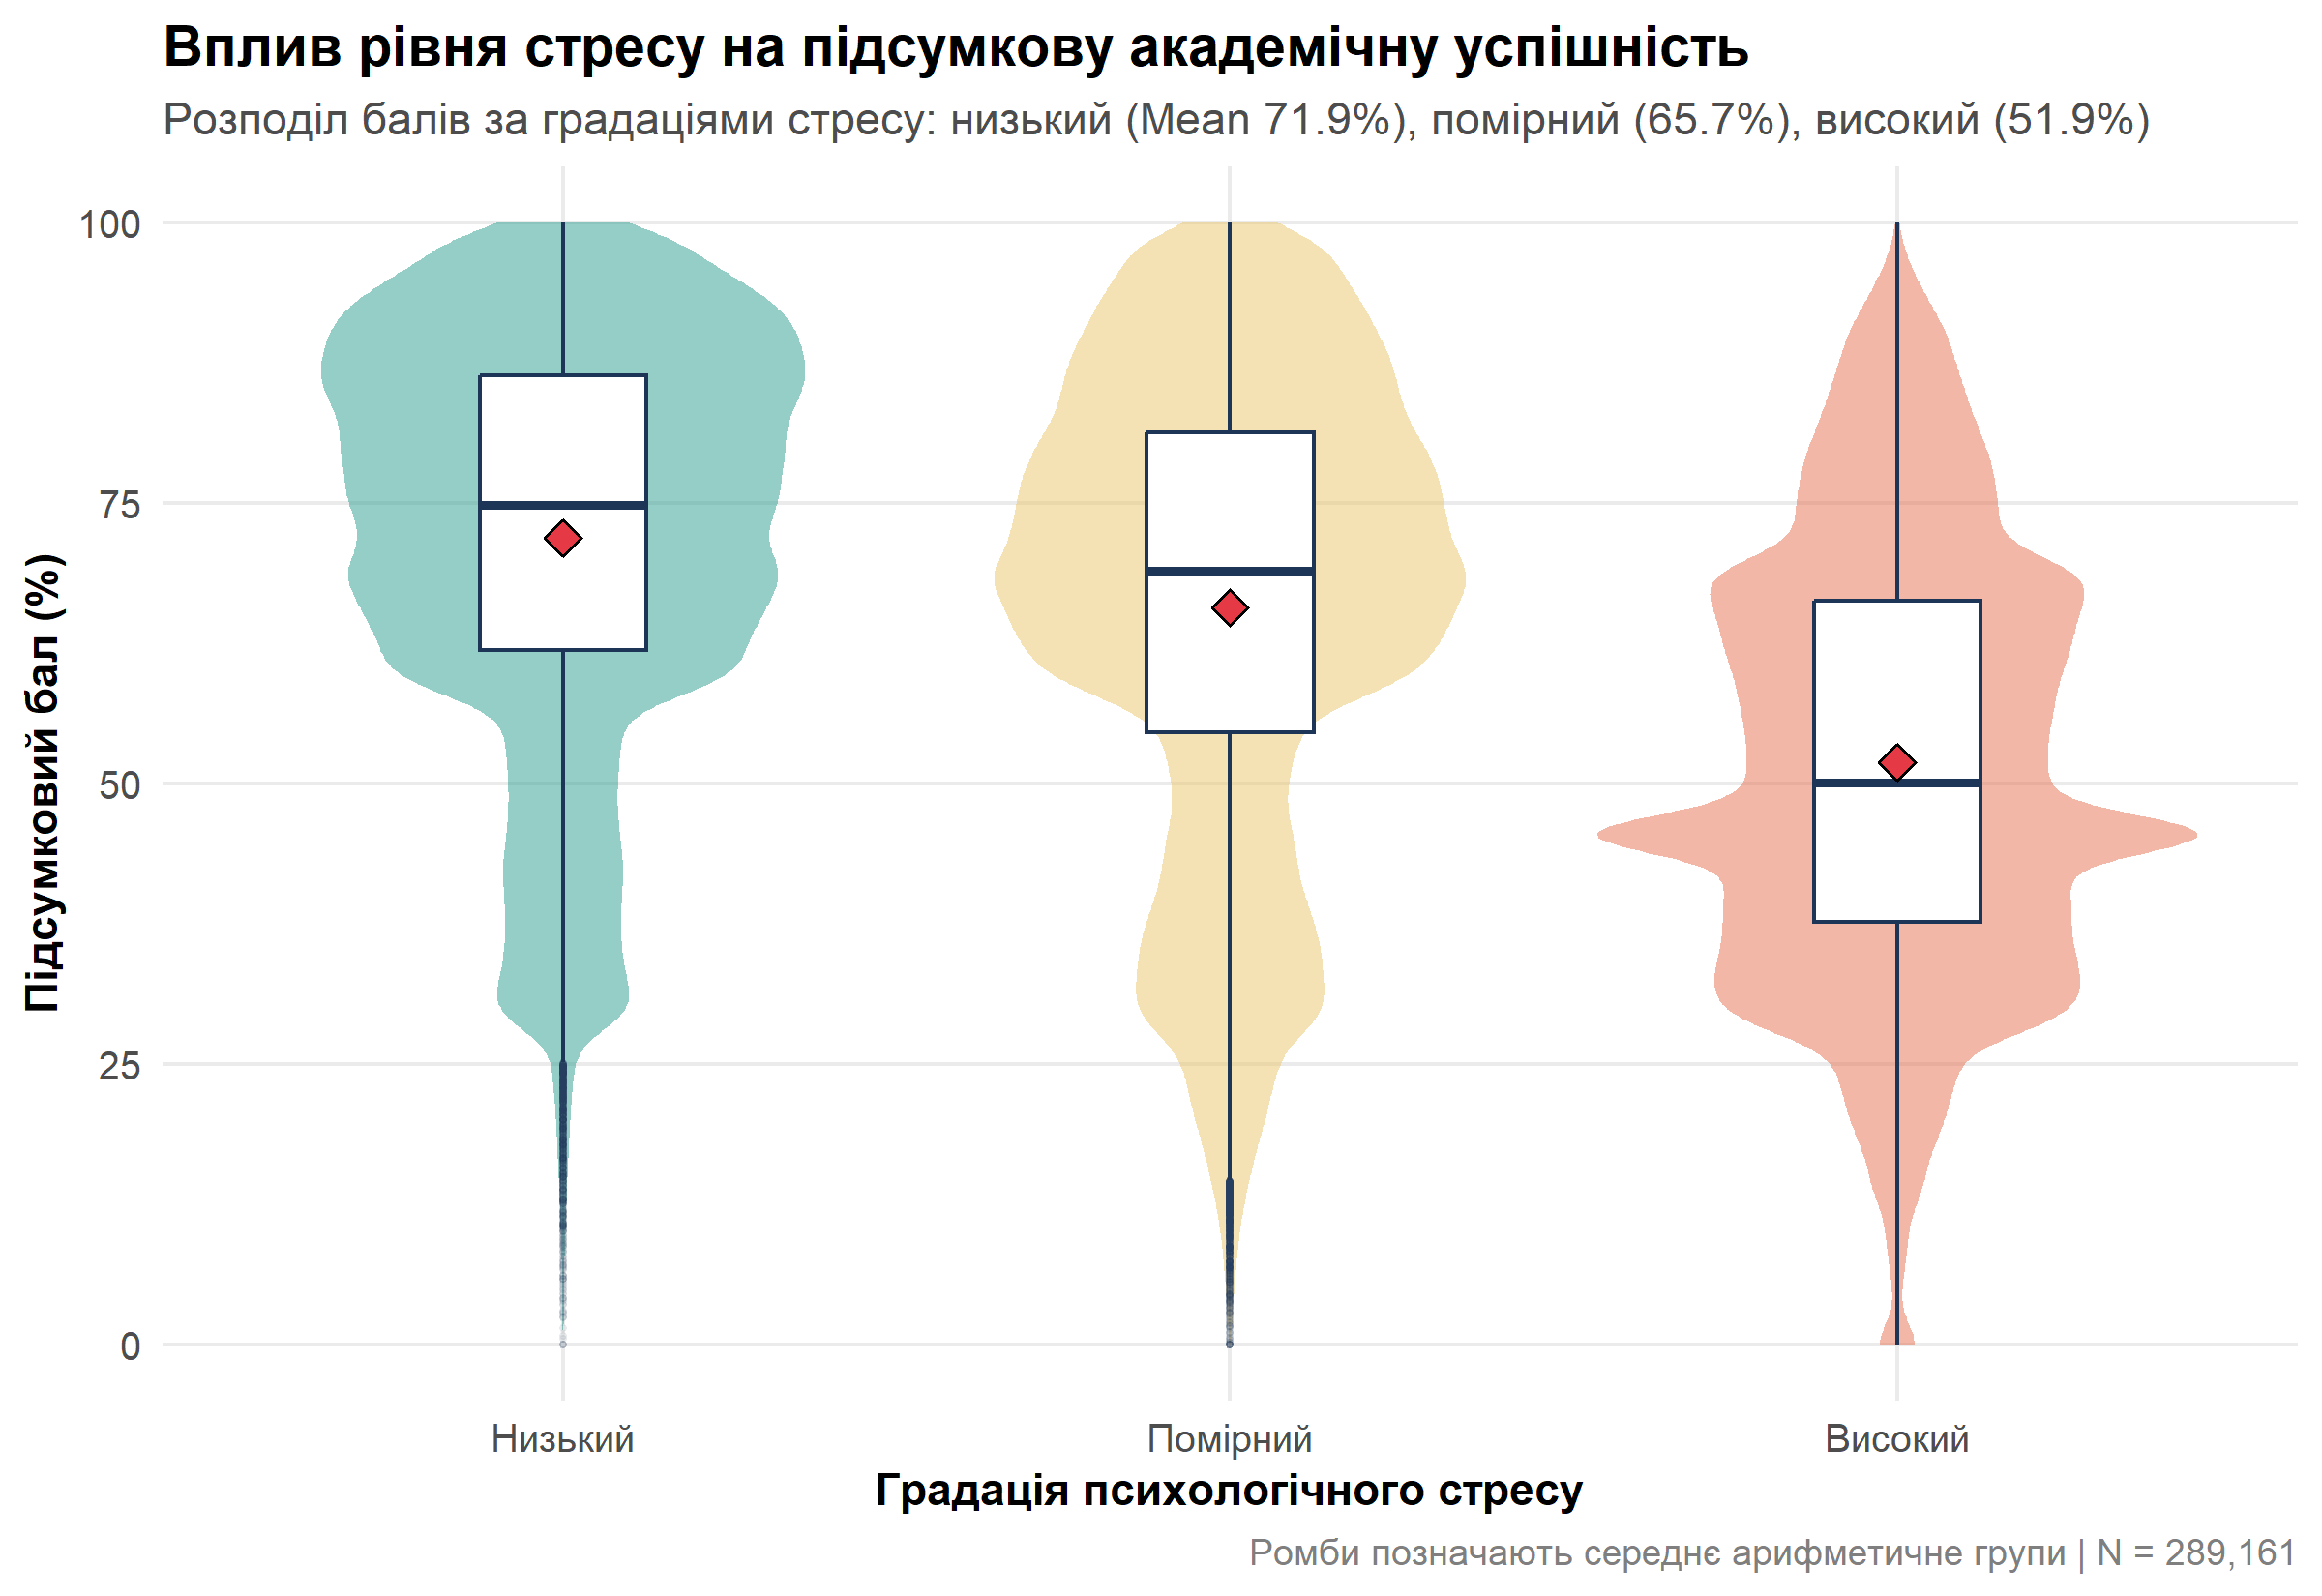 Вплив рівня стресу на підсумкову академічну успішність
Розподіл балів за градаціями стресу: низький (Mean 71.9%), помірний (65.7%), високий (51.9%)
Підсумковий бал (%)
100
75
50
25
0
Низький
Помірний
Високий
Градація психологічного стресу
Ромби позначають середнє арифметичне групи | N = 289,161